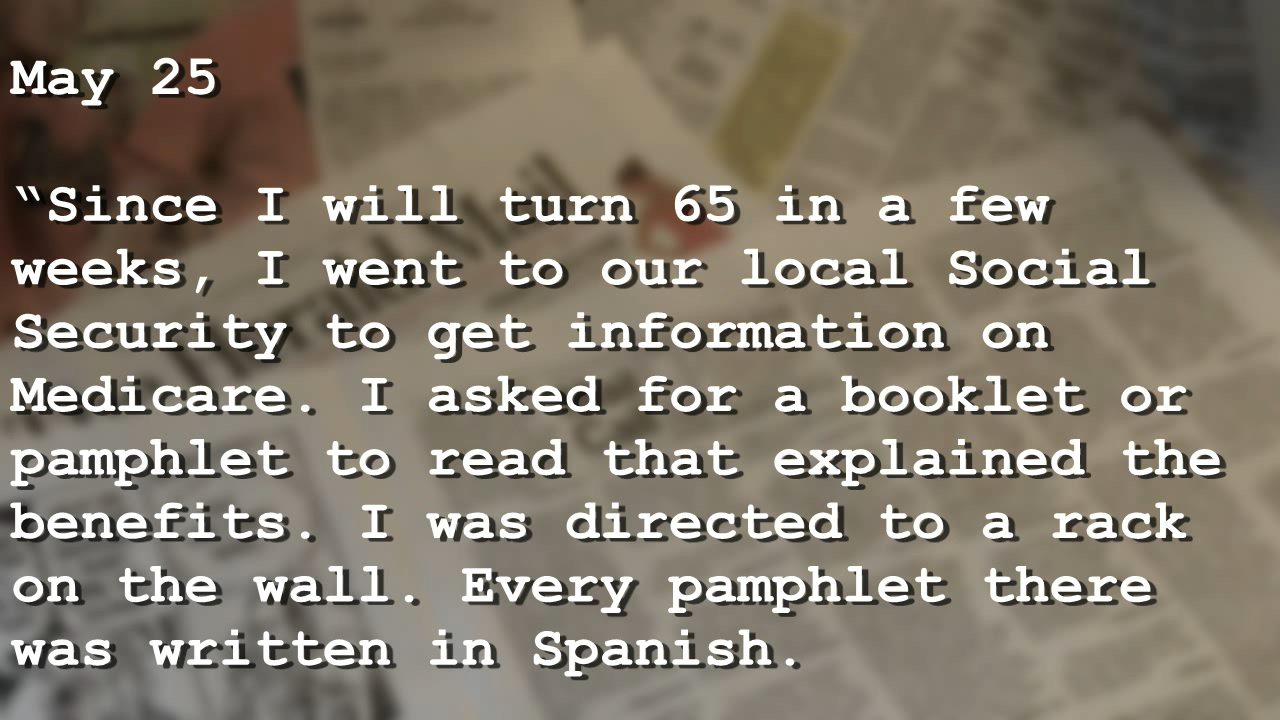 May 25
“Since I will turn 65 in a few
weeks, I went to our local Social
Security to get information on
Medicare. I asked for a booklet or
pamphlet to read that explained the
benefits. I was directed to a rack
on the wall. Every pamphlet there
was written in Spanish.